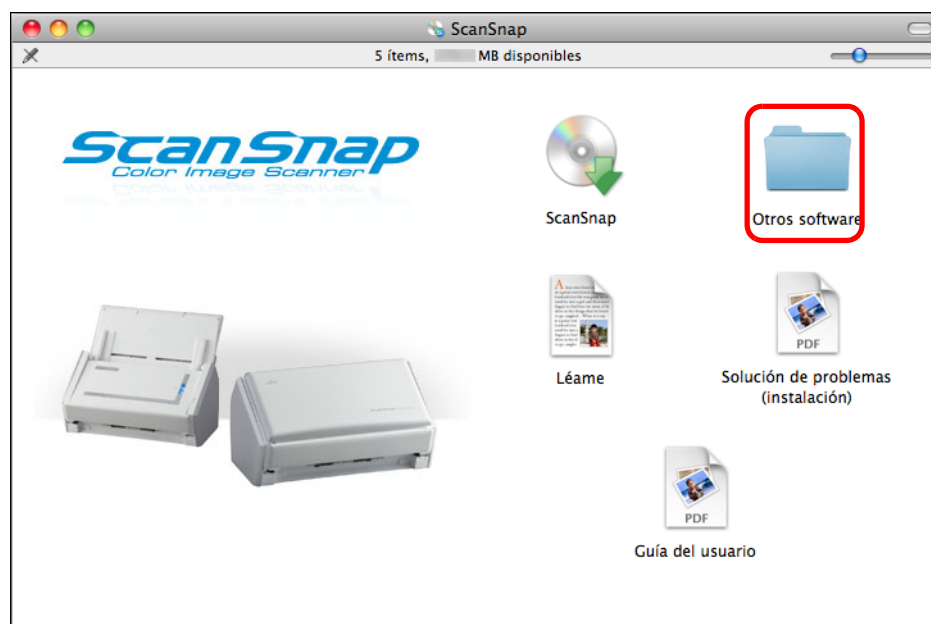 ScanSnap
5 ítems, MB disponibles
ScanSnap
Color Image Scanner
ScanSnap
Otros software
Léame
PDF
Solución de problemas
(instalación)
PDF
Guía del usuario